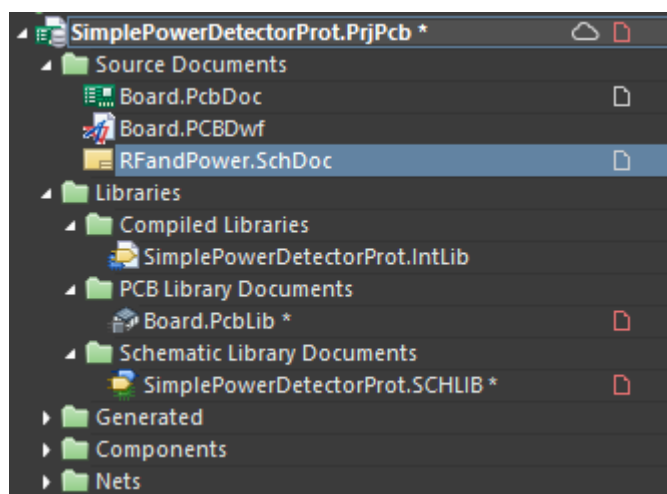 SimplePowerDetectorProt.PrjPcb *
Source Documents
Board.PcbDoc
Board.PCBDwf
RFandPower.SchDoc
Libraries
Compiled Libraries
SimplePowerDetectorProt.IntLib
PCB Library Documents
Board.PcbLib *
Schematic Library Documents
SimplePowerDetectorProt.SCHLIB *
Generated
Components
Nets